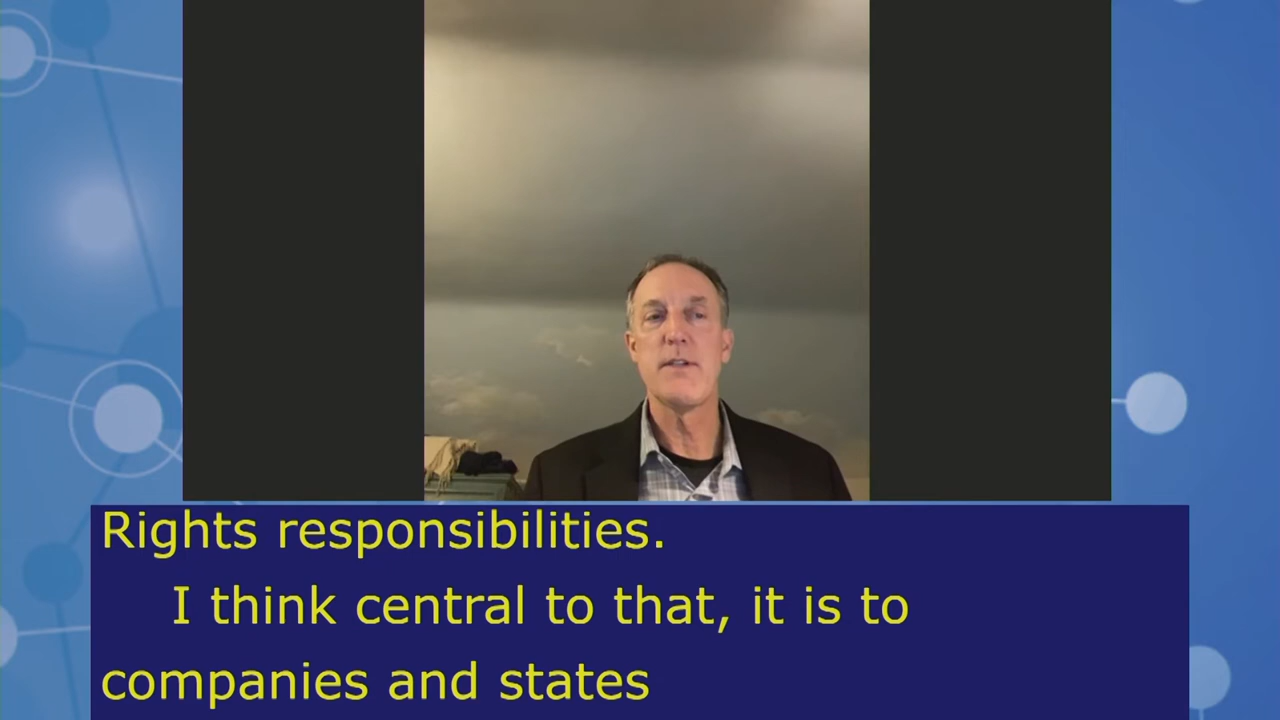 Rights responsibilities.
I think central to that, it is to
companies and states